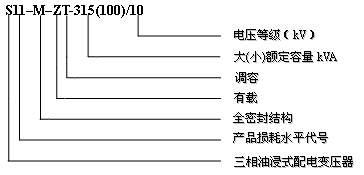 S11-M-ZT-315(100)/10
电压等级（kV）
大(小)额定容量 kVA
调容
有载
全密封结构
产品损耗水平代号
三相油浸式配电变压器